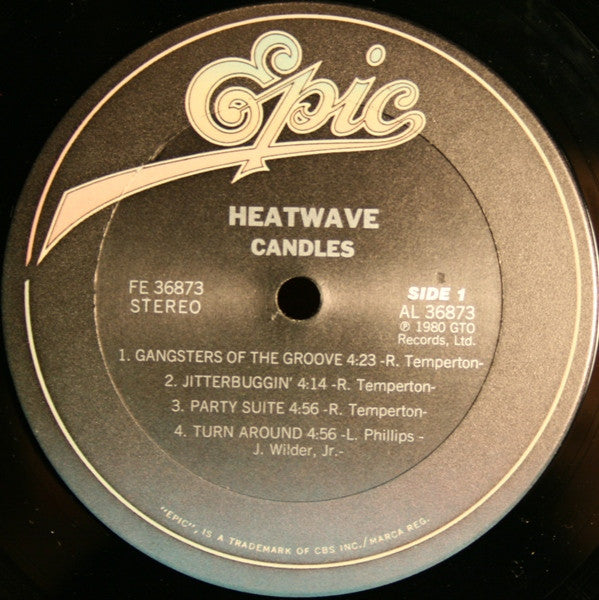 Epic
HEATWAVE
CANDLES
FE 36873
STEREO
SIDE 1
AL 36873
℗ 1980 GTO
Records, Ltd.
1. GANGSTERS OF THE GROOVE 4:23 -R. Temperton-
2. JITTERBUGGIN' 4:14 -R. Temperton-
3. PARTY SUITE 4:56 -R. Temperton-
4. TURN AROUND 4:56 -L. Phillips -
J. Wilder, Jr.-
"EPIC", IS A TRADEMARK OF CBS INC./MARCA REG.